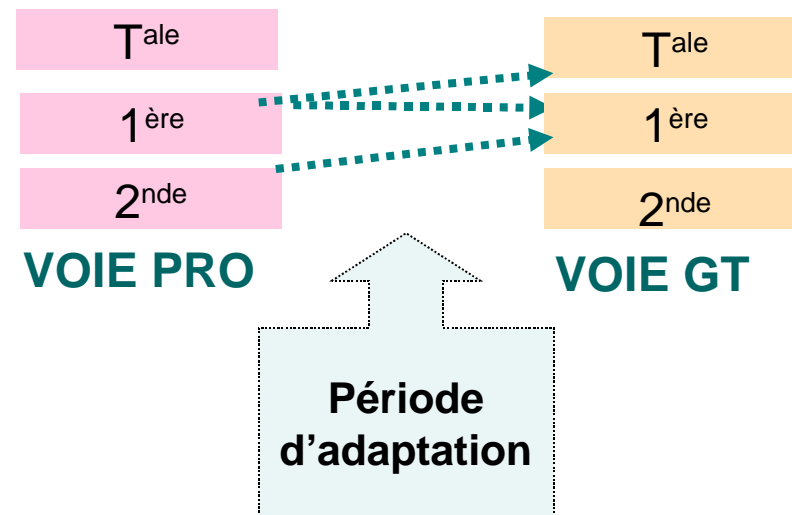 Tale
1ère
2nde
VOIE PRO
Tale
1ère
2nde
VOIE GT
Période
d’adaptation